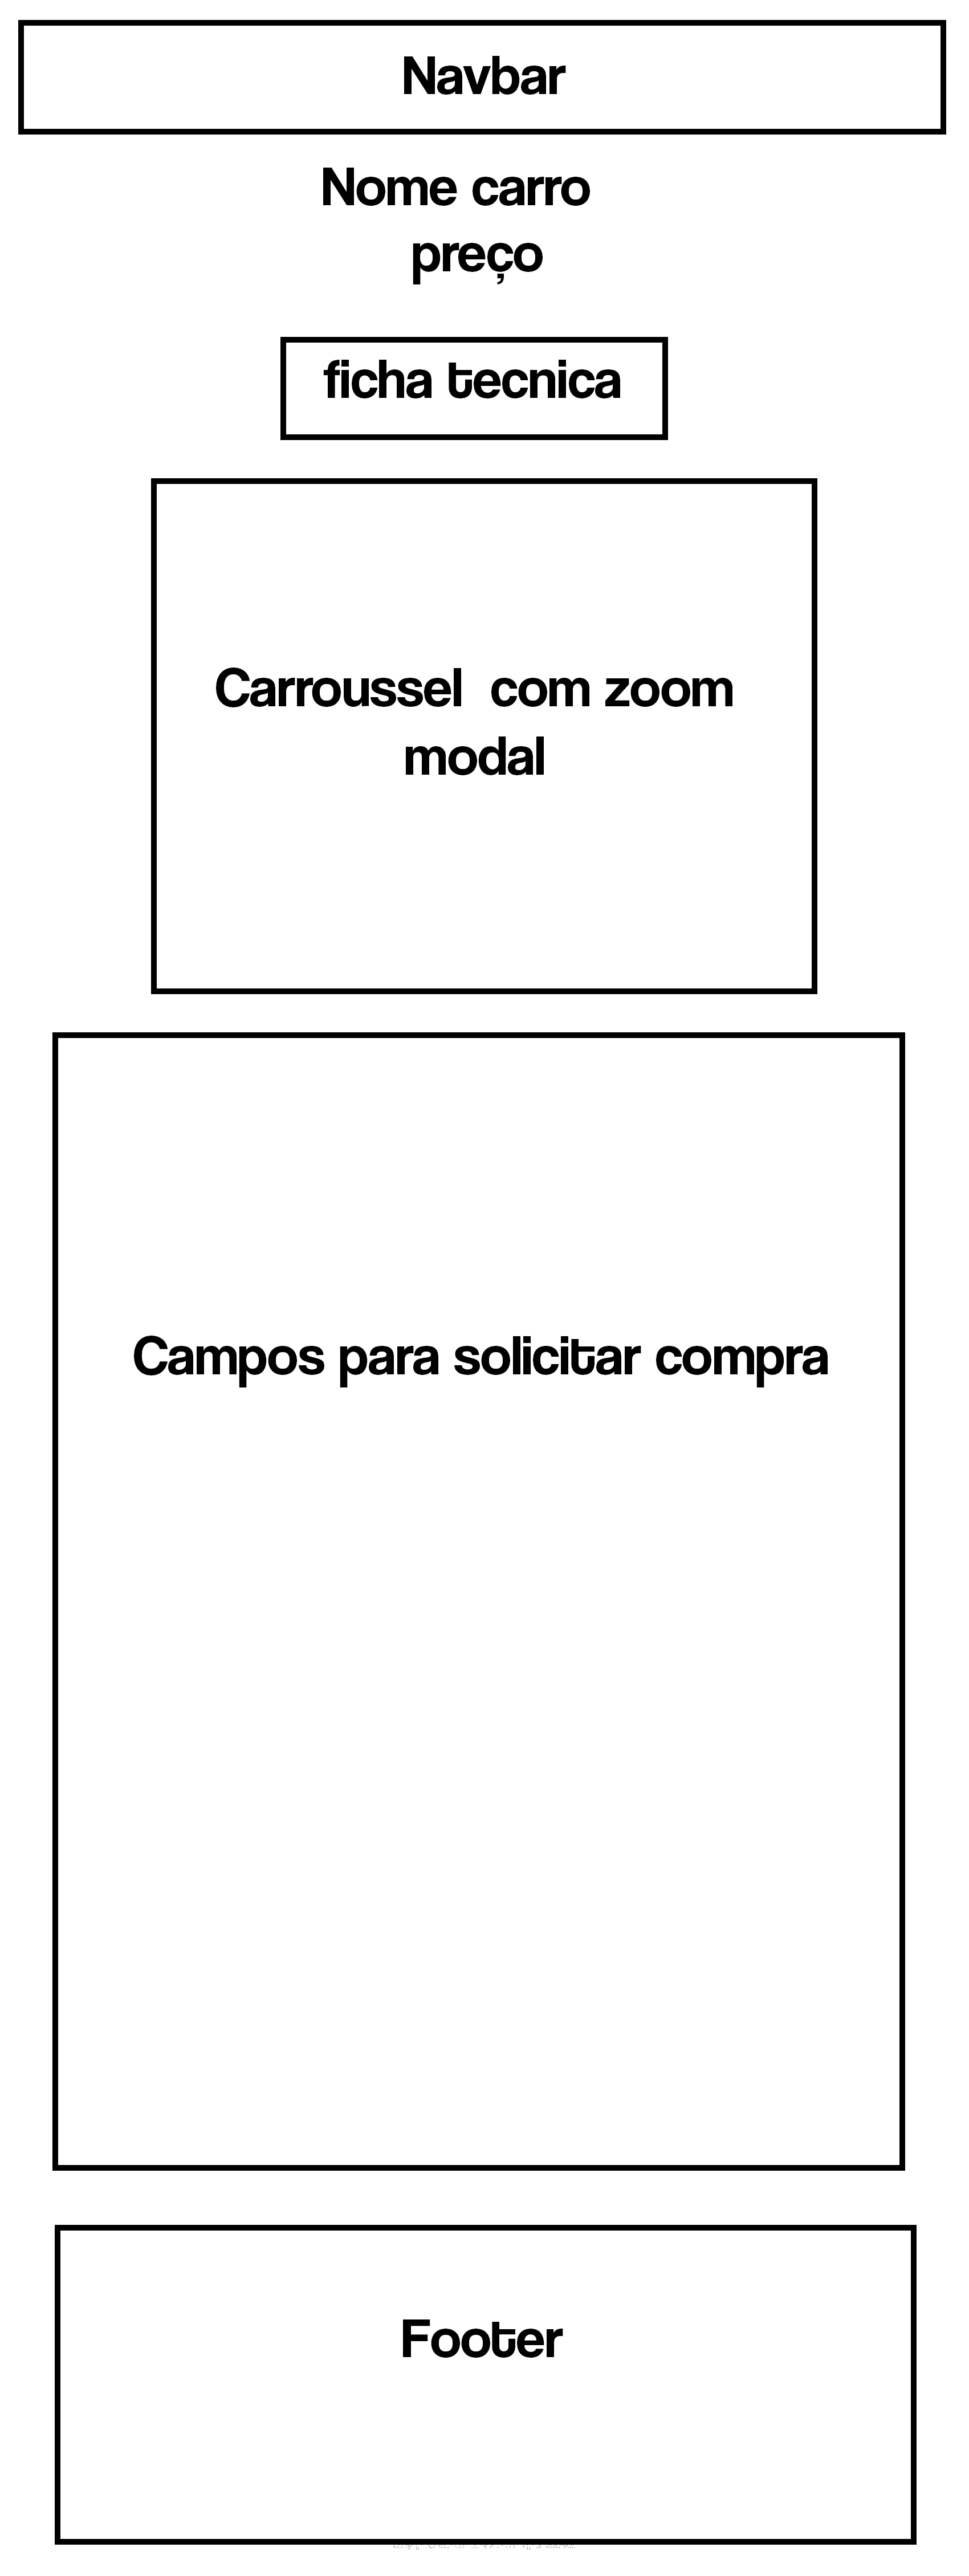 Navbar
Nome carro
preço
ficha tecnica
Carroussel com zoom
modal
Campos para solicitar compra
Footer